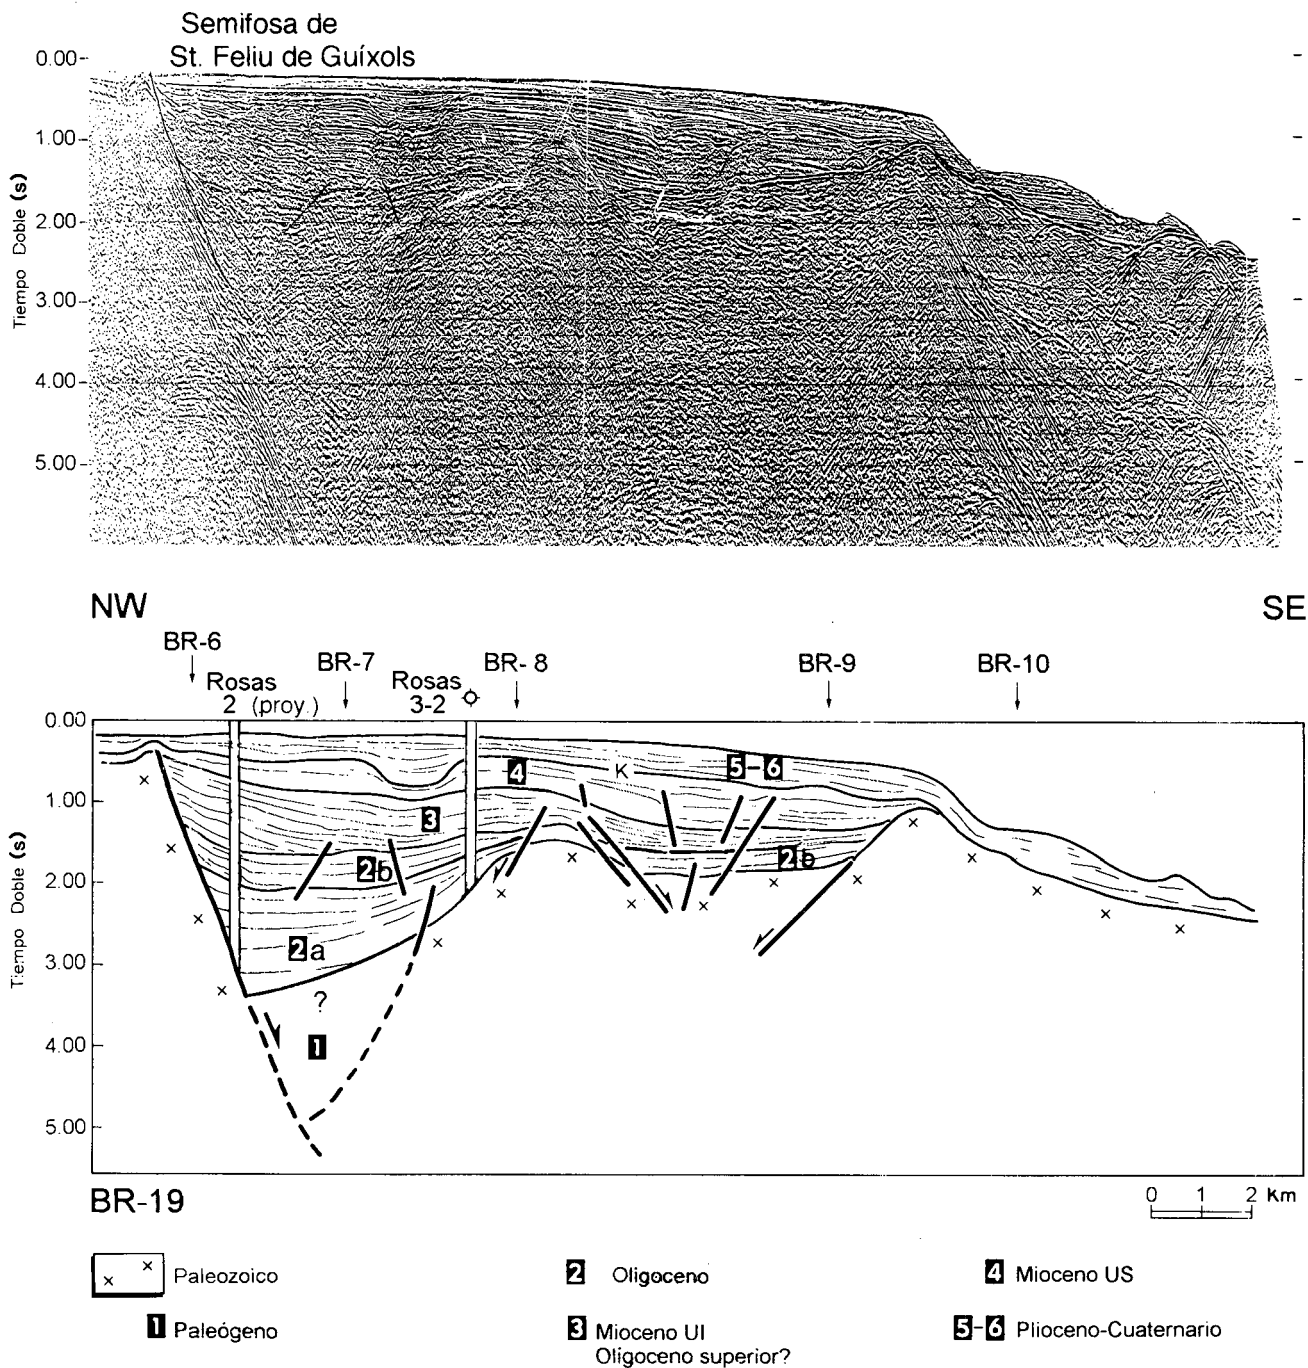 Semifosa de
St. Feliu de Guíxols
0.00
1.00
2.00
3.00
4.00
5.00
Tiempo Doble (s)
NW
SE
BR-6
BR-7
BR-8
BR-9
BR-10
Rosas
2 (proy.)
Rosas
3-2
0.00
1.00
2.00
3.00
4.00
5.00
Tiempo Doble (s)
4
K
5-6
3
2b
2b
2a
?
1
BR-19
0 1 2 Km
Paleozoico
1 Paleógeno
2 Oligoceno
3 Mioceno UI
Oligoceno superior?
4 Mioceno US
5-6 Plioceno-Cuaternario